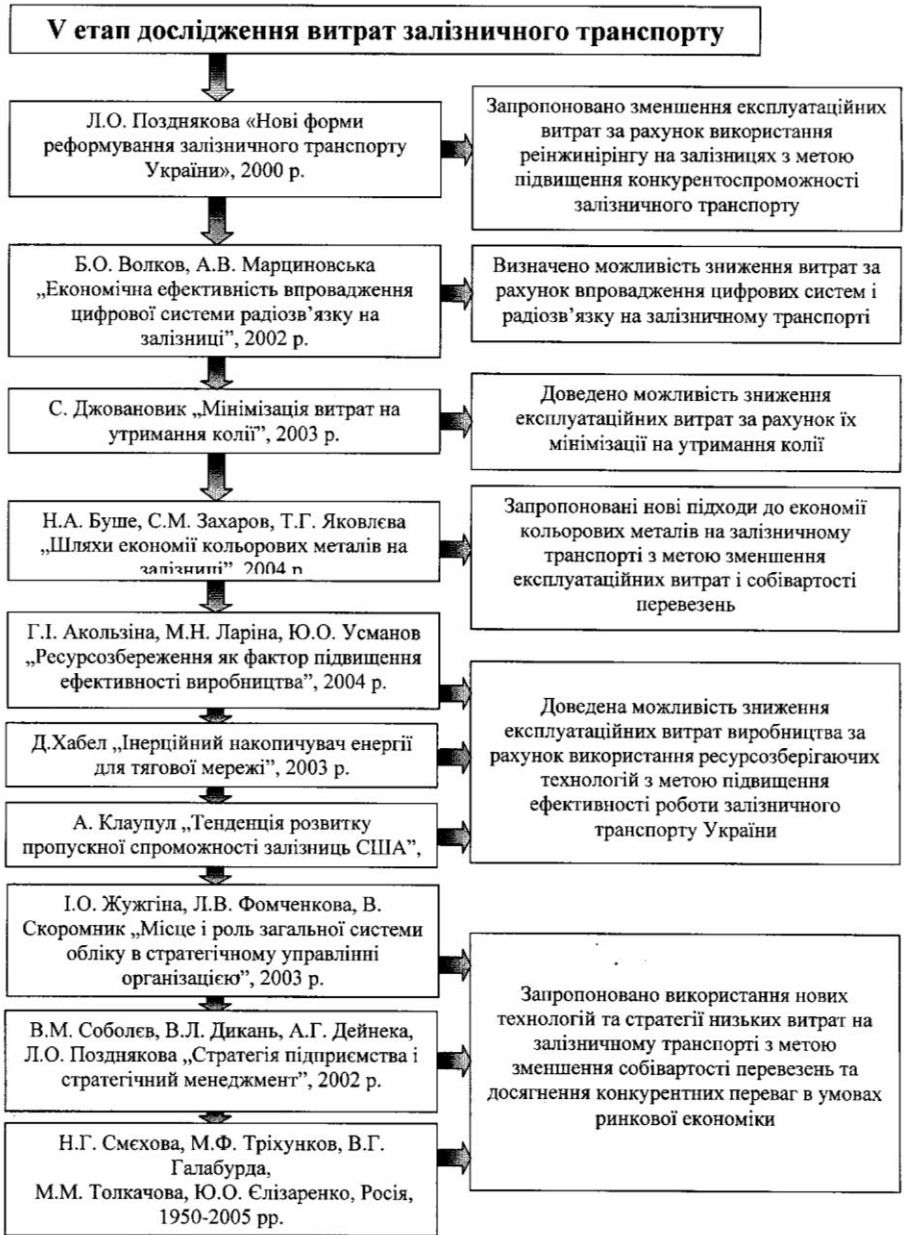 V етап дослідження витрат залізничного транспорту
Л.О. Позднякова «Нові форми
реформування залізничного транспорту
України», 2000 р.
Запропоновано зменшення експлуатаційних
витрат за рахунок використання
реінжинірінгу на залізницях з метою
підвищення конкурентоспроможності
залізничного транспорту
Б.О. Волков, А.В. Марциновська
„Економічна ефективність впровадження
цифрової системи радіозв’язку на
залізниці”, 2002 р.
Визначено можливість зниження витрат за
рахунок впровадження цифрових систем і
радіозв’язку на залізничному транспорті
С. Джовановик „Мінімізація витрат на
утримання колії”, 2003 р.
Доведено можливість зниження
експлуатаційних витрат за рахунок їх
мінімізації на утримання колії
Н.А. Буше, С.М. Захаров, Т.Г. Яковлєва
„Шляхи економії кольорових металів на
залізниці” 2004 р
Запропоновані нові підходи до економії
кольорових металів на залізничному
транспорті з метою зменшення
експлуатаційних витрат і собівартості
перевезень
Г.І. Акользіна, М.Н. Ларіна, Ю.О. Усманов
„Ресурсозбереження як фактор підвищення
ефективності виробництва”, 2004 р.
Д.Хабел „Інерційний накопичувач енергії
для тягової мережі”, 2003 р.
А. Клаупул „Тенденція розвитку
пропускної спроможності залізниць США”,
Доведена можливість зниження
експлуатаційних витрат виробництва за
рахунок використання ресурсозберігаючих
технологій з метою підвищення
ефективності роботи залізничного
транспорту України
І.О. Жужгіна, Л.В. Фомченкова, В.
Скоромник „Місце і роль загальної системи
обліку в стратегічному управлінні
організацією”, 2003 р.
В.М. Соболєв, В.Л. Дикань, А.Г. Дейнека,
Л.О. Позднякова „Стратегія підприємства і
стратегічний менеджмент”, 2002 р.
Н.Г. Смєхова, М.Ф. Тріхунков, В.Г.
Галабурда,
М.М. Толкачова, Ю.О. Єлізаренко, Росія,
1950-2005 рр.
Запропоновано використання нових
технологій та стратегії низьких витрат на
залізничному транспорті з метою
зменшення собівартості перевезень та
досягнення конкурентних переваг в умовах
ринкової економіки